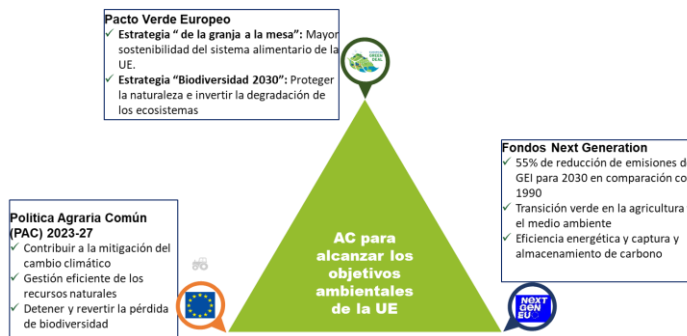 Pacto Verde Europeo
✓ Estrategia “ de la granja a la mesa”: Mayor
sostenibilidad del sistema alimentario de la
UE.
✓ Estrategia “Biodiversidad 2030”: Proteger
la naturaleza e invertir la degradación de
los ecosistemas
GREEN
DEAL
Fondos Next Generation
✓ 55% de reducción de emisiones d
GEI para 2030 en comparación co
1990
✓ Transición verde en la agricultura
el medio ambiente
✓ Eficiencia energética y captura y
almacenamiento de carbono
Politica Agraria Común
(PAC) 2023-27
✓ Contribuir a la mitigación del
cambio climático
✓ Gestión eficiente de los
recursos naturales
✓ Detener y revertir la pérdida
de biodiversidad
AC para
alcanzar los
objetivos
ambientales
de la UE
NEXT
GEN
EU